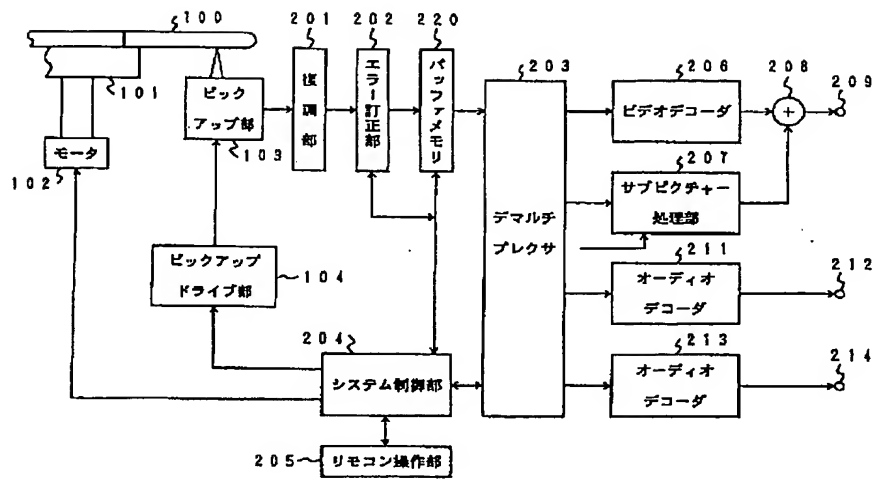 100
201
202
220
203
206
208
209
101
ピック
アップ部
103
復調部
エラー訂正部
バッファメモリ
ビデオデコーダ
+
モータ
102
207
サブピクチャー
処理部
デマルチ
プレクサ
ピックアップ
ドライブ部
104
211
オーディオ
デコーダ
212
204
システム制御部
213
オーディオ
デコーダ
214
205
リモコン操作部